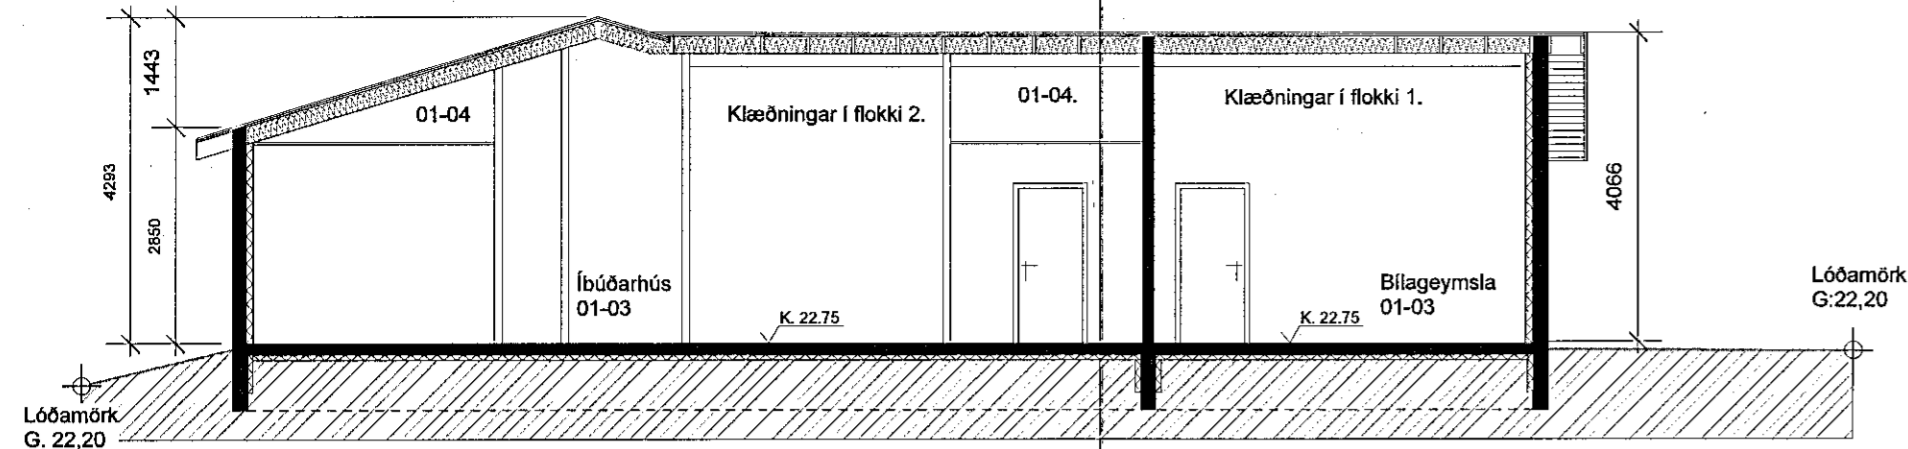 1443
4293
2850
01-04
Klæðningar í flokki 2.
01-04.
Klæðningar í flokki 1.
4066
Íbúðarhús
01-03
K. 22.75
K. 22.75
Bílageymsla
01-03
Lóðamörk
G:22,20
Lóðamörk
G. 22,20